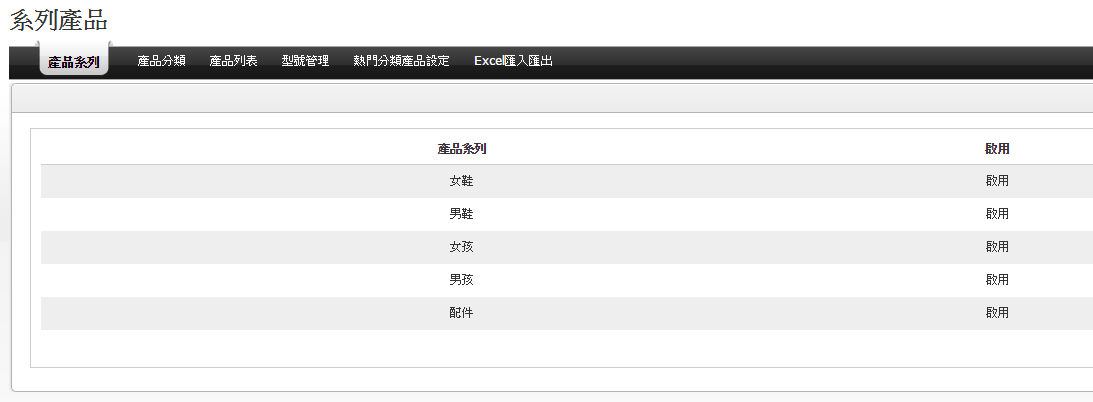 系列產品
產品系列 產品分類 產品列表 型號管理 熱門分類產品設定 Excel匯入匯出
產品系列 啟用
女鞋 啟用
男鞋 啟用
女孩 啟用
男孩 啟用
配件 啟用